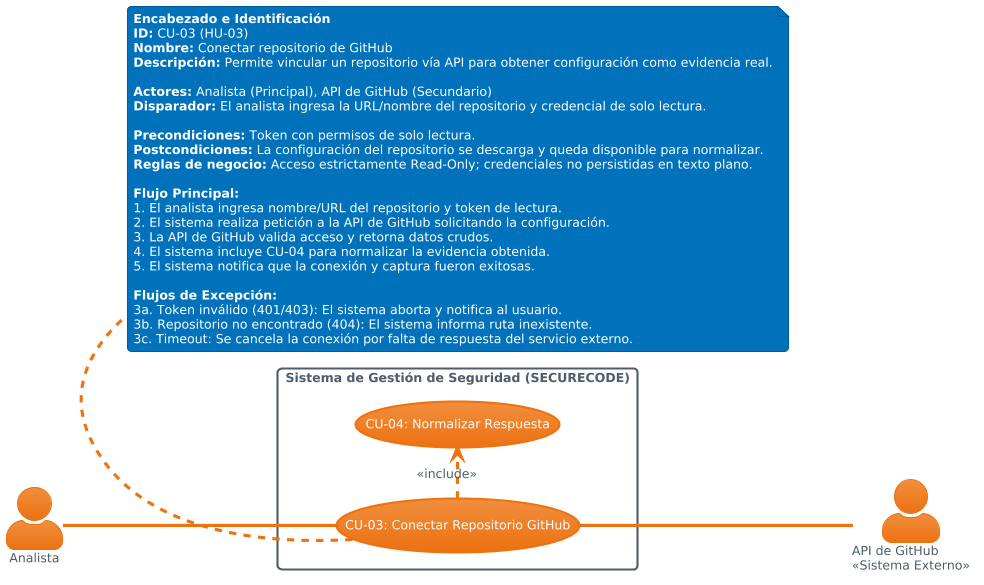 Encabezado e Identificación
ID: CU-03 (HU-03)
Nombre: Conectar repositorio de GitHub
Descripción: Permite vincular un repositorio vía API para obtener configuración como evidencia real.
Actores: Analista (Principal), API de GitHub (Secundario)
Disparador: El analista ingresa la URL/nombre del repositorio y credencial de solo lectura.
Precondiciones: Token con permisos de solo lectura.
Postcondiciones: La configuración del repositorio se descarga y queda disponible para normalizar.
Reglas de negocio: Acceso estrictamente Read-Only; credenciales no persistidas en texto plano.
Flujo Principal:
1. El analista ingresa nombre/URL del repositorio y token de lectura.
2. El sistema realiza petición a la API de GitHub solicitando la configuración.
3. La API de GitHub valida acceso y retorna datos crudos.
4. El sistema incluye CU-04 para normalizar la evidencia obtenida.
5. El sistema notifica que la conexión y captura fueron exitosas.
Flujos de Excepción:
3a. Token inválido (401/403): El sistema aborta y notifica al usuario.
3b. Repositorio no encontrado (404): El sistema informa ruta inexistente.
3c. Timeout: Se cancela la conexión por falta de respuesta del servicio externo.
Sistema de Gestión de Seguridad (SECURECODE)
CU-04: Normalizar Respuesta
«include»
CU-03: Conectar Repositorio GitHub
Analista
API de GitHub
«Sistema Externo»